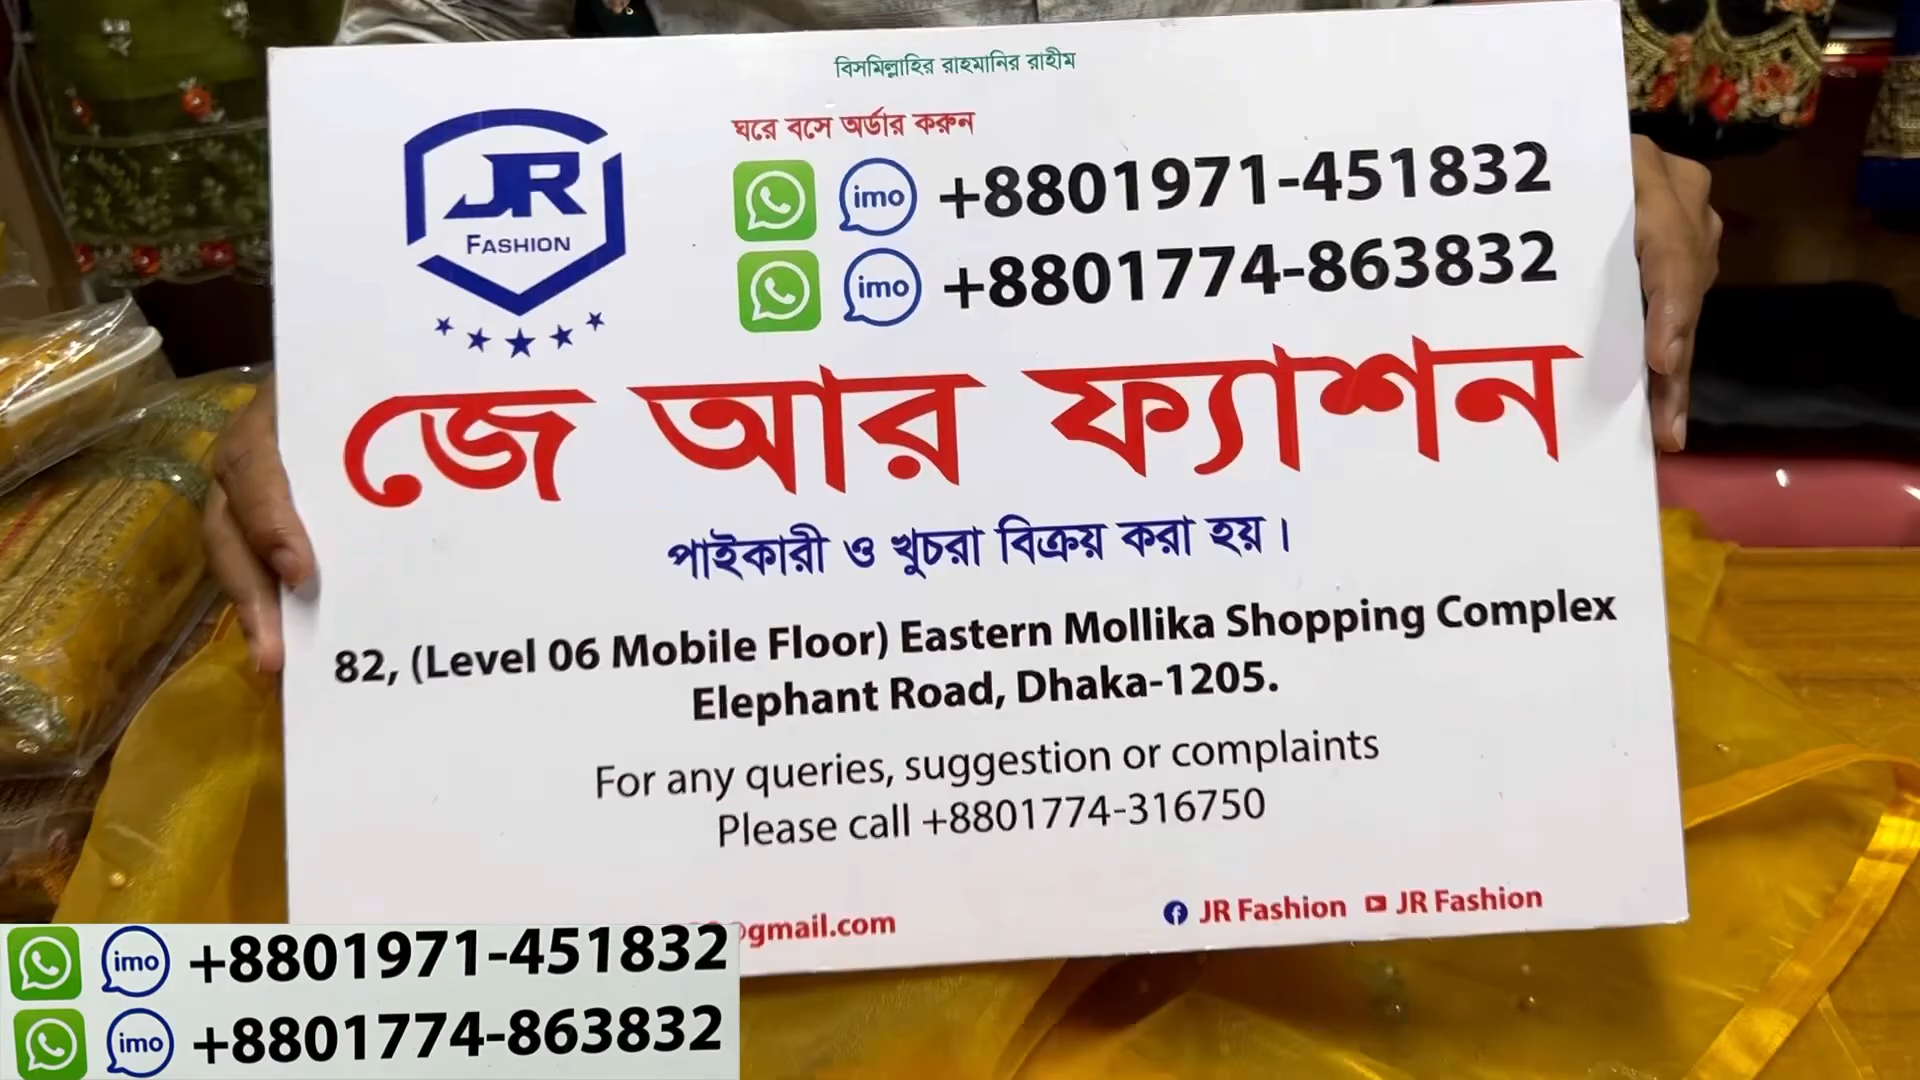 বিসমিল্লাহির রাহমানির রাহীম
JR
FASHION
ঘরে বসে অর্ডার করুন
imo +8801971-451832
imo +8801774-863832
জে আর ফ্যাশন
পাইকারী ও খুচরা বিক্রয় করা হয়।
82, (Level 06 Mobile Floor) Eastern Mollika Shopping Complex
Elephant Road, Dhaka-1205.
For any queries, suggestion or complaints
Please call +8801774-316750
@gmail.com
JR Fashion JR Fashion
imo +8801971-451832
imo +8801774-863832